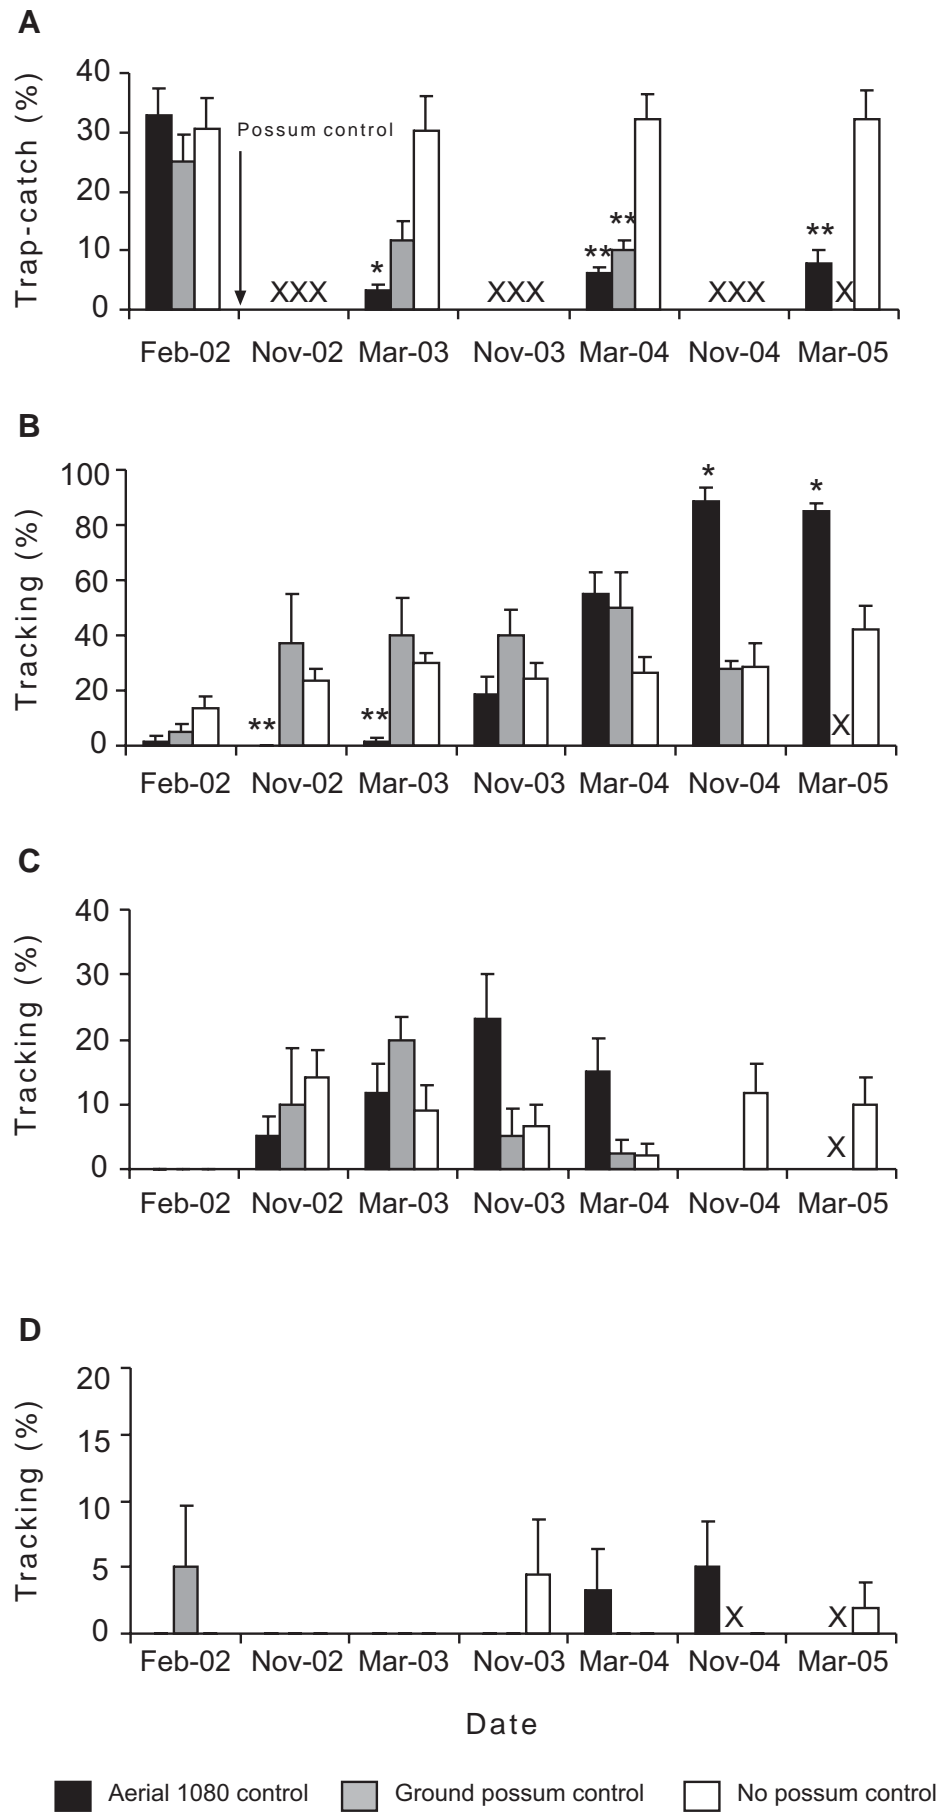 A
Trap-catch (%)
40
30
20
10
0
Possum control
XXX
*
XXX
**
**
XXX
**
X
Feb-02 Nov-02 Mar-03 Nov-03 Mar-04 Nov-04 Mar-05
B
Tracking (%)
100
80
60
40
20
0
**
**
*
*
X
Feb-02 Nov-02 Mar-03 Nov-03 Mar-04 Nov-04 Mar-05
C
Tracking (%)
40
30
20
10
0
X
Feb-02 Nov-02 Mar-03 Nov-03 Mar-04 Nov-04 Mar-05
D
Tracking (%)
20
15
10
5
0
X
X
Feb-02 Nov-02 Mar-03 Nov-03 Mar-04 Nov-04 Mar-05
Date
Aerial 1080 control Ground possum control No possum control